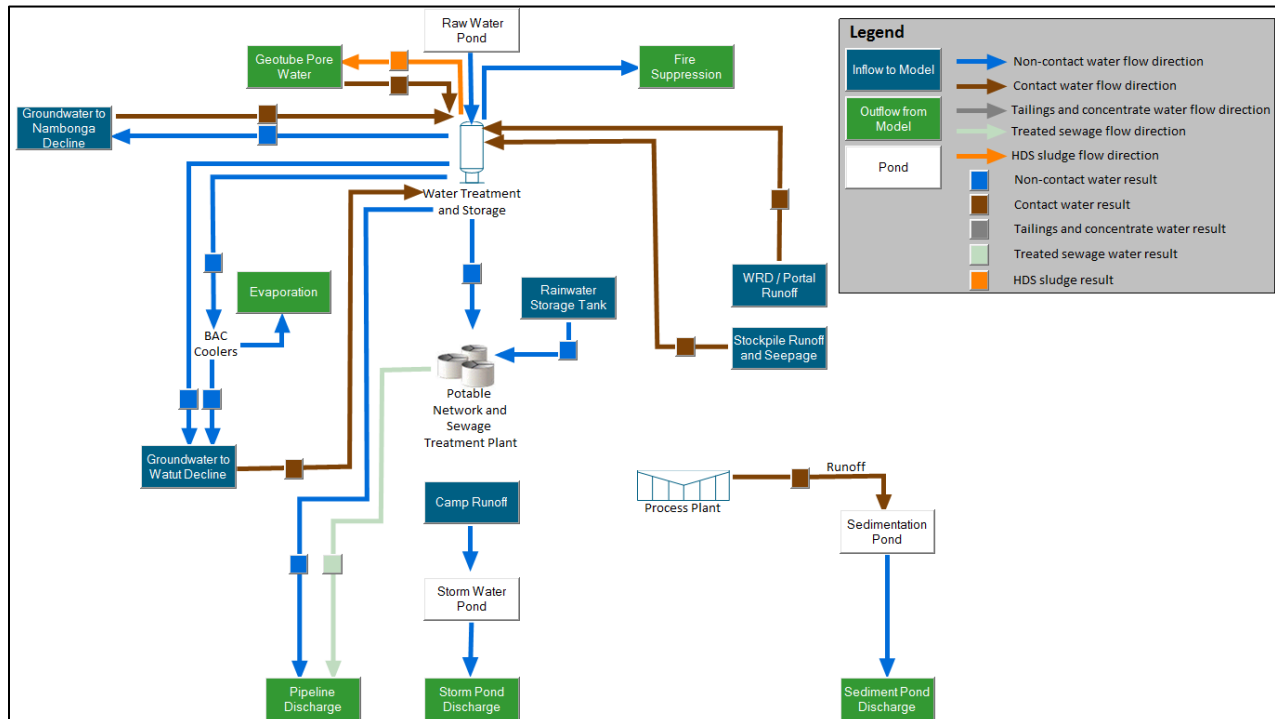 Raw Water
Pond
Geotube Pore
Water
Fire
Suppression
Groundwater to
Nambonga
Decline
Water Treatment
and Storage
Evaporation
BAC
Coolers
Rainwater
Storage Tank
WRD / Portal
Runoff
Stockpile Runoff
and Seepage
Potable
Network and
Sewage
Treatment Plant
Groundwater to
Watut Decline
Camp Runoff
Process Plant
Runoff
Sedimentation
Pond
Storm Water
Pond
Pipeline
Discharge
Storm Pond
Discharge
Sediment Pond
Discharge
Legend
Inflow to Model
Outflow from
Model
Pond
Non-contact water flow direction
Contact water flow direction
Tailings and concentrate water flow direction
Treated sewage flow direction
HDS sludge flow direction
Non-contact water result
Contact water result
Tailings and concentrate water result
Treated sewage water result
HDS sludge result